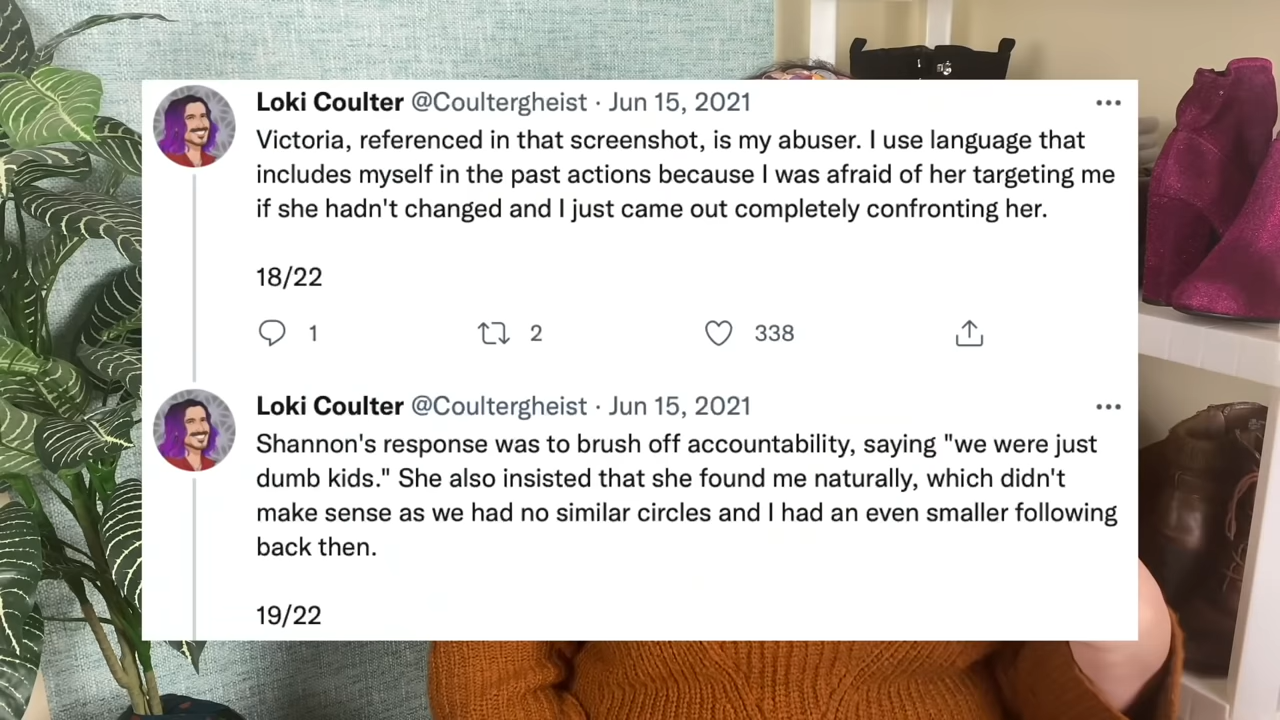 Loki Coulter @Coultergheist · Jun 15, 2021
Victoria, referenced in that screenshot, is my abuser. I use language that
includes myself in the past actions because I was afraid of her targeting me
if she hadn't changed and I just came out completely confronting her.
18/22
1 2 338
Loki Coulter @Coultergheist · Jun 15, 2021
Shannon's response was to brush off accountability, saying "we were just
dumb kids." She also insisted that she found me naturally, which didn't
make sense as we had no similar circles and I had an even smaller following
back then.
19/22